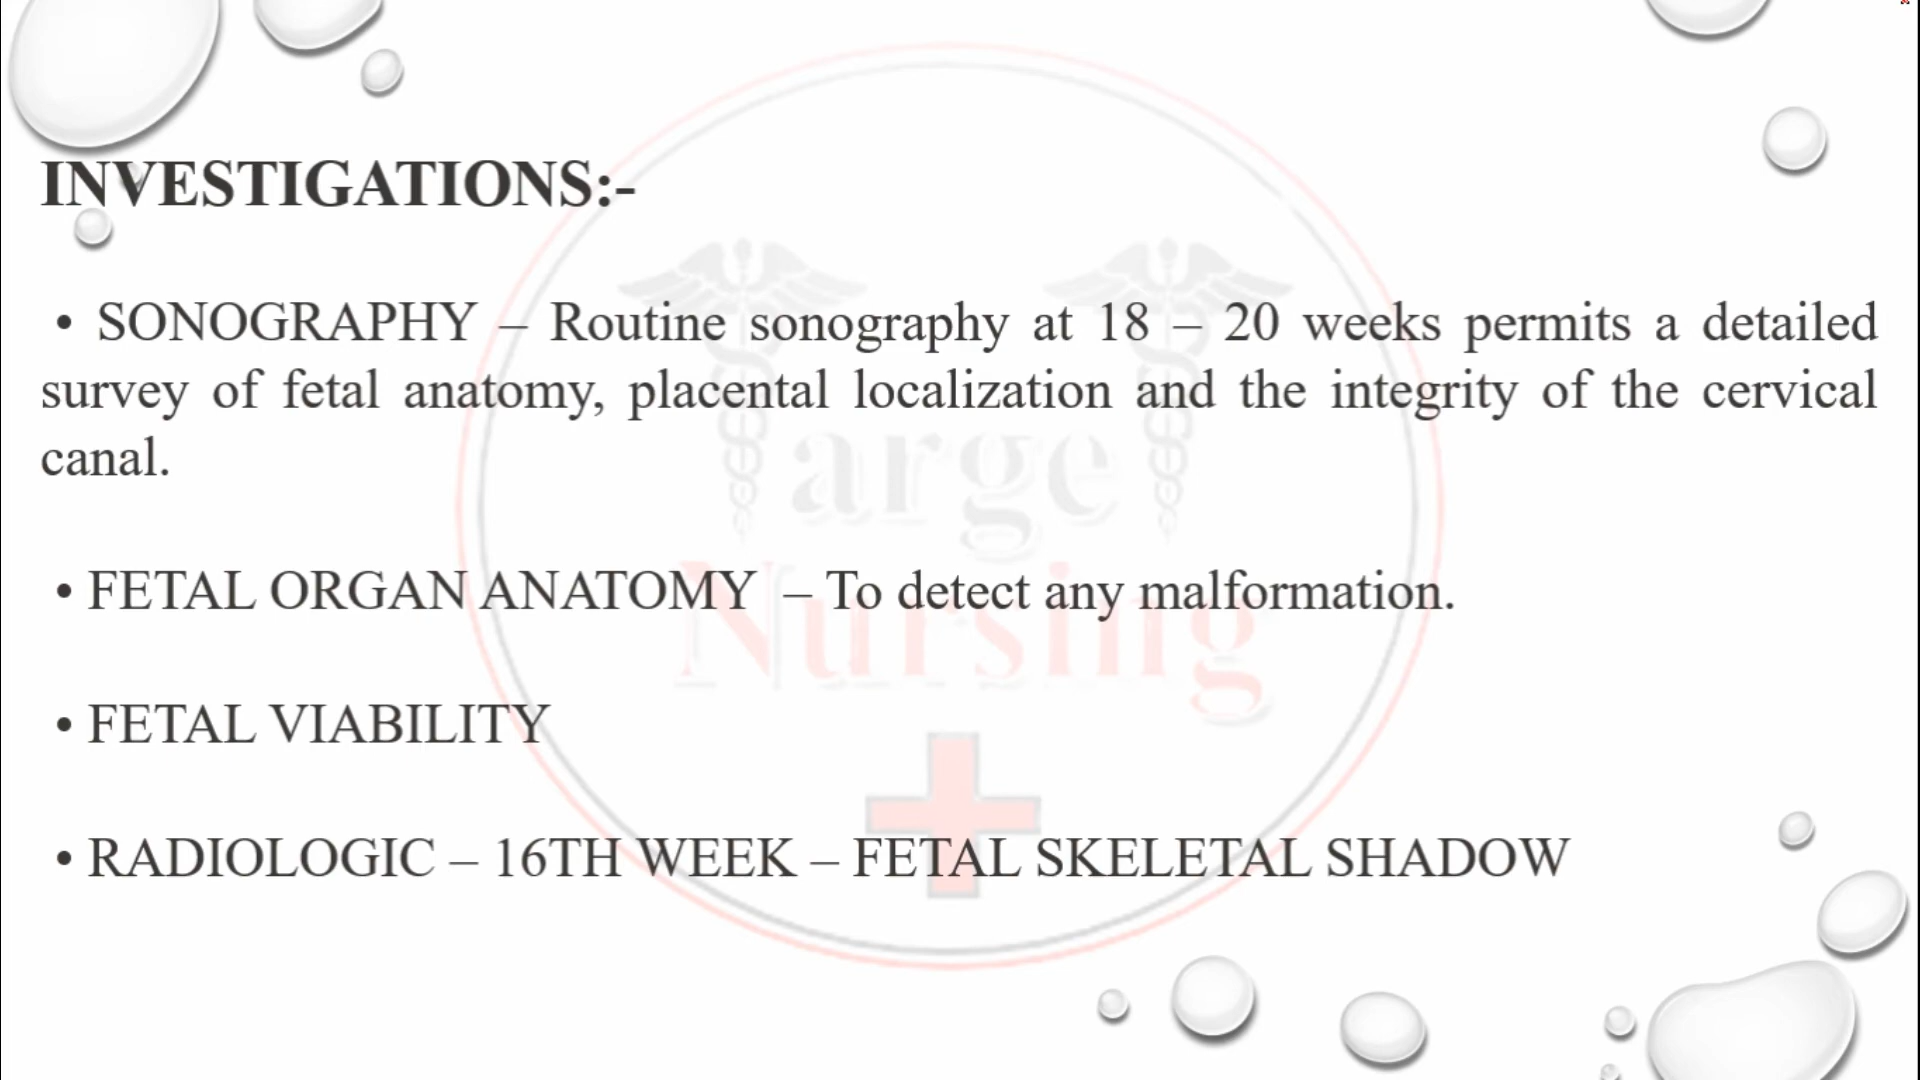 INVESTIGATIONS:-
• SONOGRAPHY – Routine sonography at 18 – 20 weeks permits a detailed
survey of fetal anatomy, placental localization and the integrity of the cervical
canal.
arge
• FETAL ORGAN ANATOMY – To detect any malformation.
Nursing
• FETAL VIABILITY
• RADIOLOGIC – 16TH WEEK – FETAL SKELETAL SHADOW